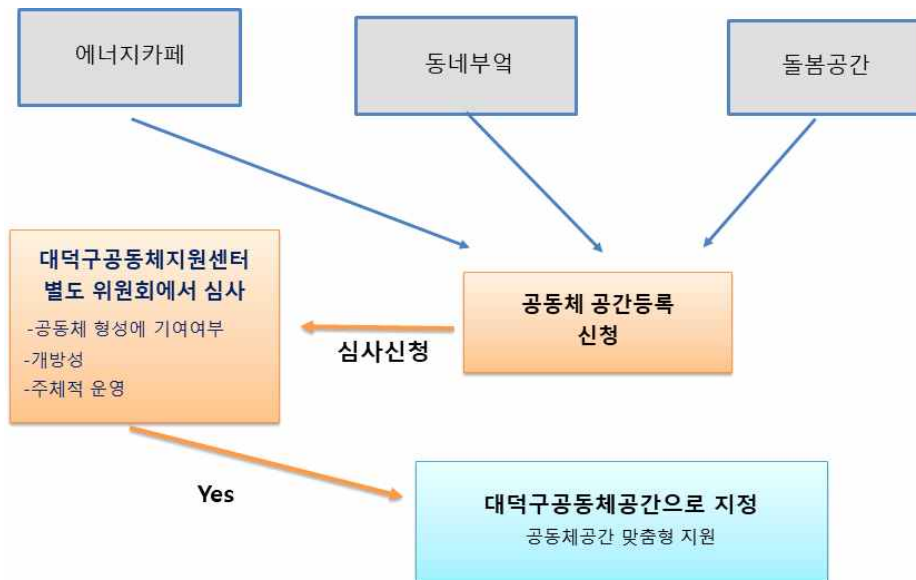 에너지카페
동네부엌
돌봄공간
대덕구공동체지원센터
별도 위원회에서 심사
-공동체 형성에 기여여부
-개방성
-주체적 운영
공동체 공간등록
신청
심사신청
Yes
대덕구공동체공간으로 지정
공동체공간 맞춤형 지원